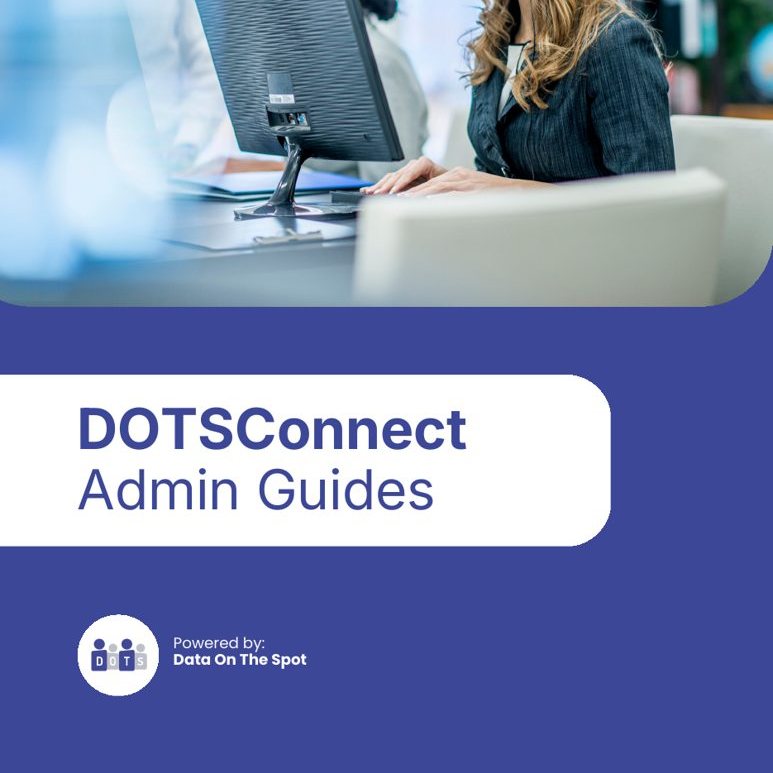 DOTSConnect
Admin Guides
DOTS
Powered by:
Data On The Spot